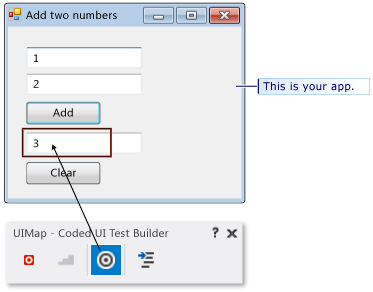 Add two numbers
1
2
This is your app.
Add
3
Clear
UIMap - Coded UI Test Builder
?